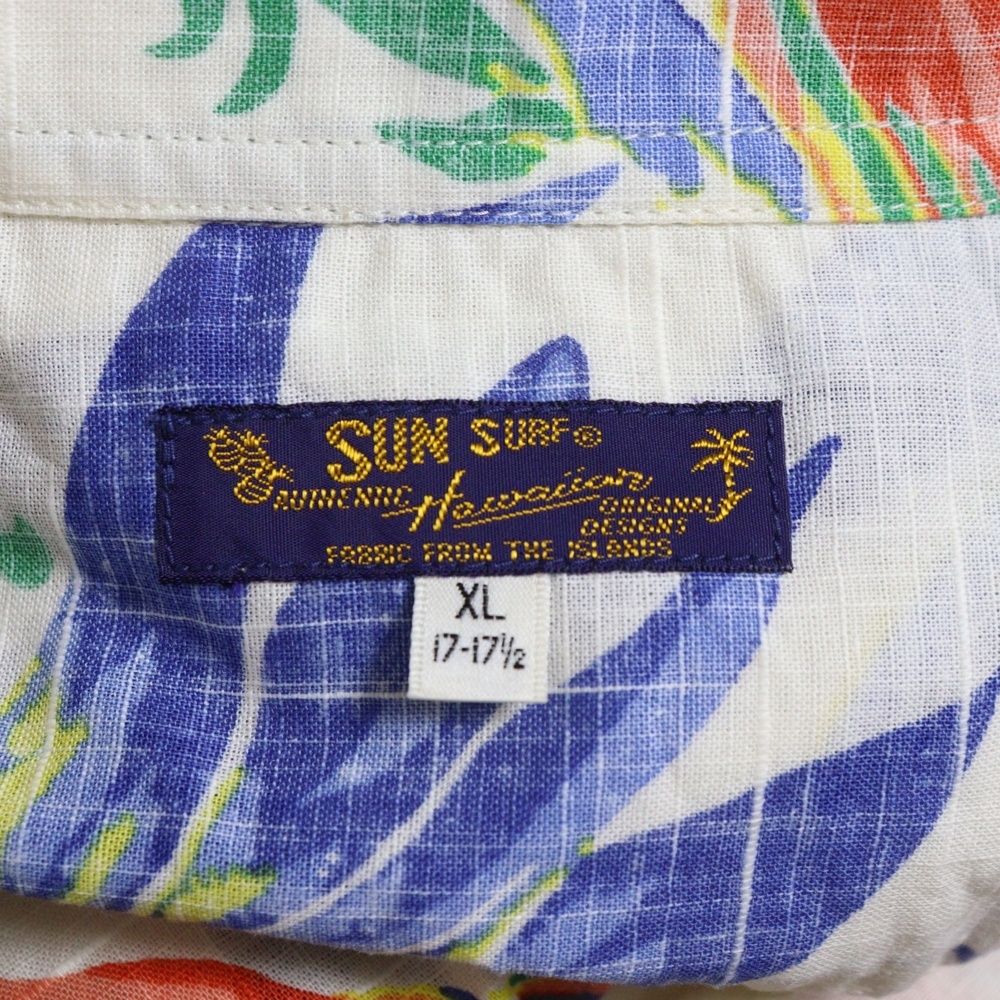 SUN SURF®
AUTHENTIC Hawaiian ORIGINAL DESIGNS
FABRIC FROM THE ISLANDS
XL
17-17½